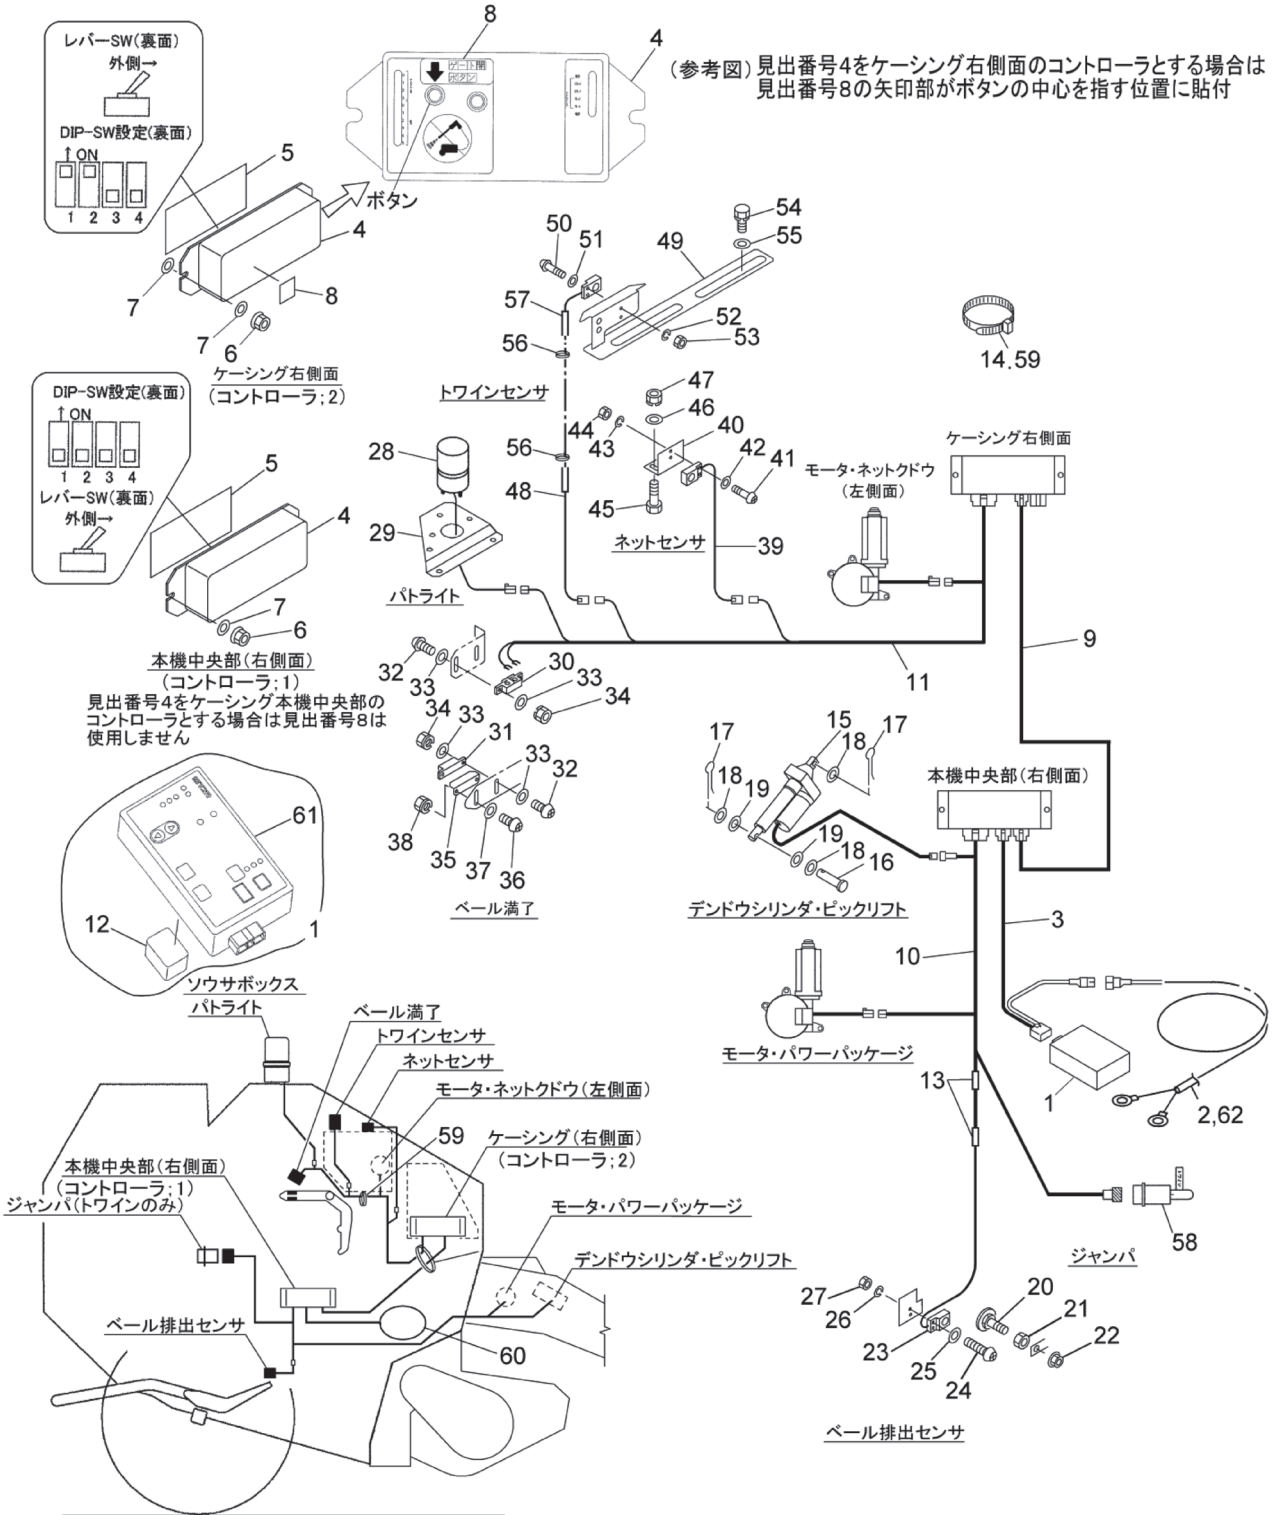 レバーSW(裏面)
外側→
DIP-SW設定(裏面)
↑ON
1 2 3 4
8
4
ゲート開
ボタン
ボタン
(参考図)見出番号4をケーシング右側面のコントローラとする場合は
見出番号8の矢印部がボタンの中心を指す位置に貼付
5
4
7
8
7
6
ケーシング右側面
(コントローラ;2)
DIP-SW設定(裏面)
↑ON
1 2 3 4
レバーSW(裏面)
外側→
5
4
7
6
本機中央部(右側面)
(コントローラ;1)
見出番号4をケーシング本機中央部の
コントローラとする場合は見出番号8は
使用しません
50
51
49
54
55
57
52
53
56
トワインセンサ
47
46
44
43
40
42
41
56
48
45
ネットセンサ
39
28
29
パトライト
14.59
ケーシング右側面
モータ・ネットクドウ
(左側面)
9
11
32
33
30
33
34
34
33
31
33
32
38
35
37
36
ベール満了
17
15
18
17
18
19
19
18
16
デンドウシリンダ・ピックリフト
本機中央部(右側面)
10
3
モータ・パワーパッケージ
13
1
2,62
58
ジャンパ
61
12
1
ソウサボックス
パトライト
ベール満了
トワインセンサ
ネットセンサ
モータ・ネットクドウ(左側面)
59
ケーシング(右側面)
(コントローラ;2)
本機中央部(右側面)
(コントローラ;1)
ジャンパ(トワインのみ)
モータ・パワーパッケージ
デンドウシリンダ・ピックリフト
ベール排出センサ
60
27
26
23
25
24
20
21
22
ベール排出センサ